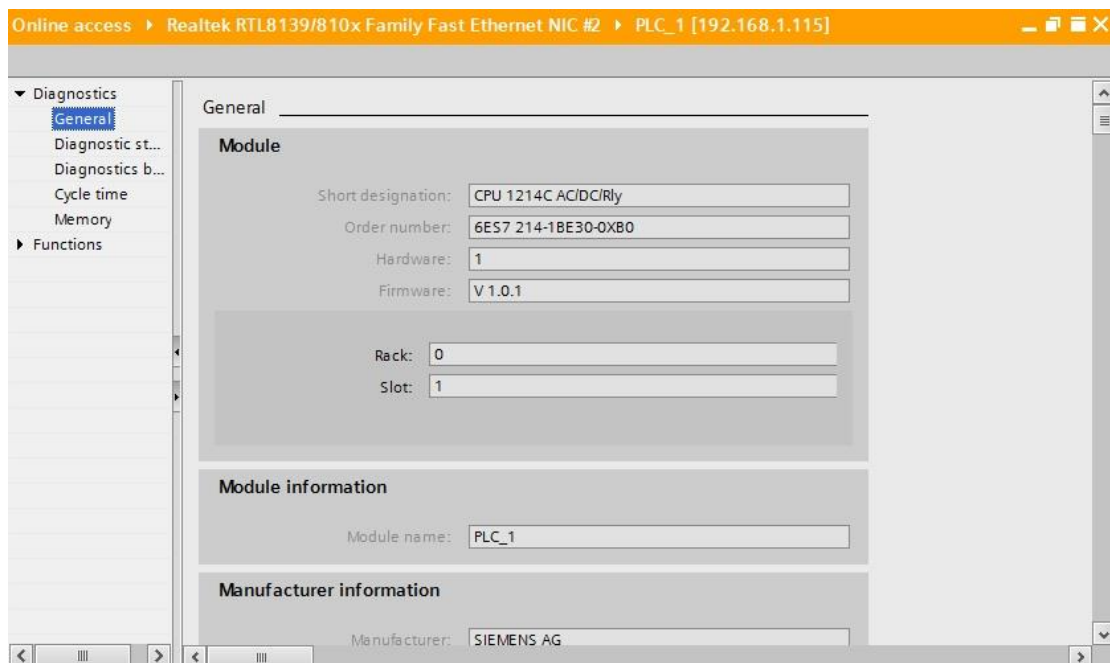 Online access ▸ Realtek RTL8139/810x Family Fast Ethernet NIC #2 ▸ PLC_1 [192.168.1.115]
Diagnostics
General
Diagnostic st...
Diagnostics b...
Cycle time
Memory
Functions
General
Module
Short designation: CPU 1214C AC/DC/Rly
Order number: 6ES7 214-1BE30-0XB0
Hardware: 1
Firmware: V 1.0.1
Rack: 0
Slot: 1
Module information
Module name: PLC_1
Manufacturer information
Manufacturer: SIEMENS AG